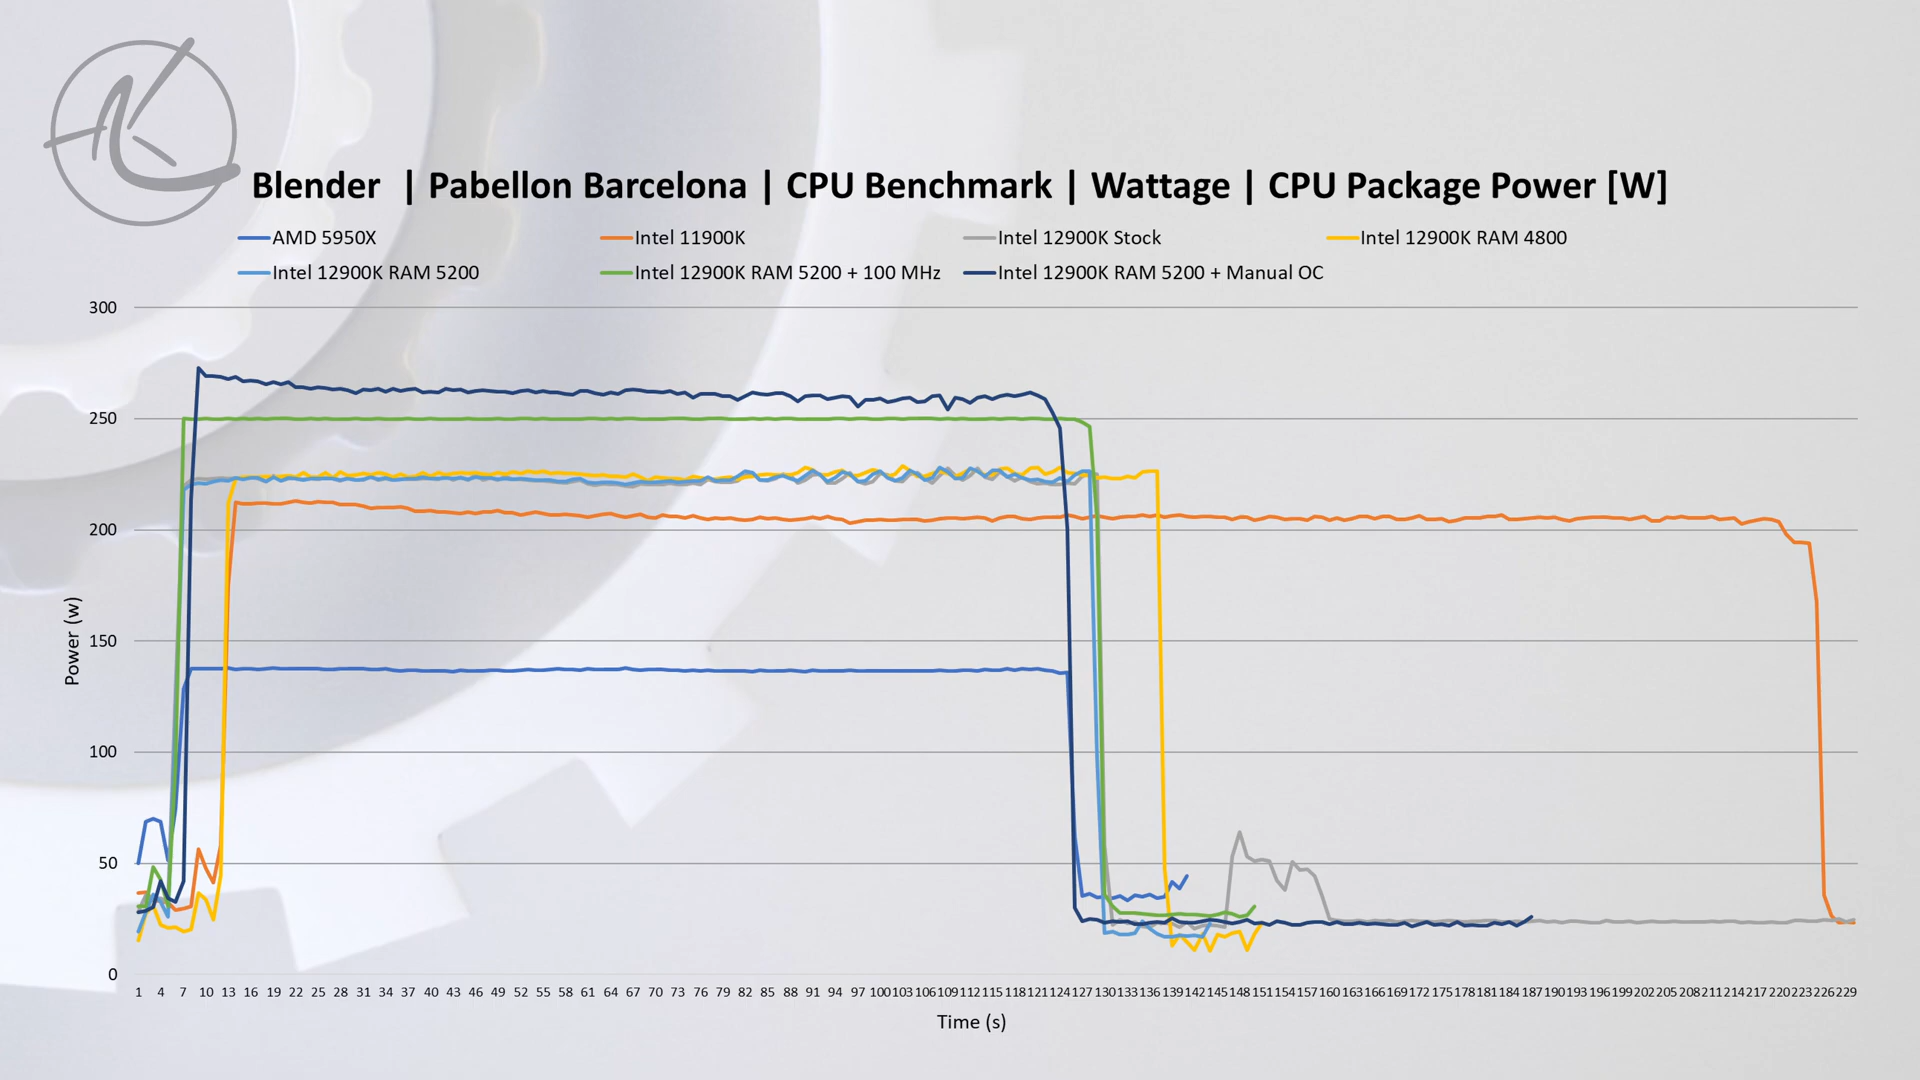 Blender | Pabellon Barcelona | CPU Benchmark | Wattage | CPU Package Power [W]
AMD 5950X Intel 11900K Intel 12900K Stock Intel 12900K RAM 4800
Intel 12900K RAM 5200 Intel 12900K RAM 5200 + 100 MHz Intel 12900K RAM 5200 + Manual OC
300
250
200
150
100
50
0
Power (w)
1 4 7 10 13 16 19 22 25 28 31 34 37 40 43 46 49 52 55 58 61 64 67 70 73 76 79 82 85 88 91 94 97 100 103 106 109 112 115 118 121 124 127 130 133 136 139 142 145 148 151 154 157 160 163 166 169 172 175 178 181 184 187 190 193 196 199 202 205 208 211 214 217 220 223 226 229
Time (s)